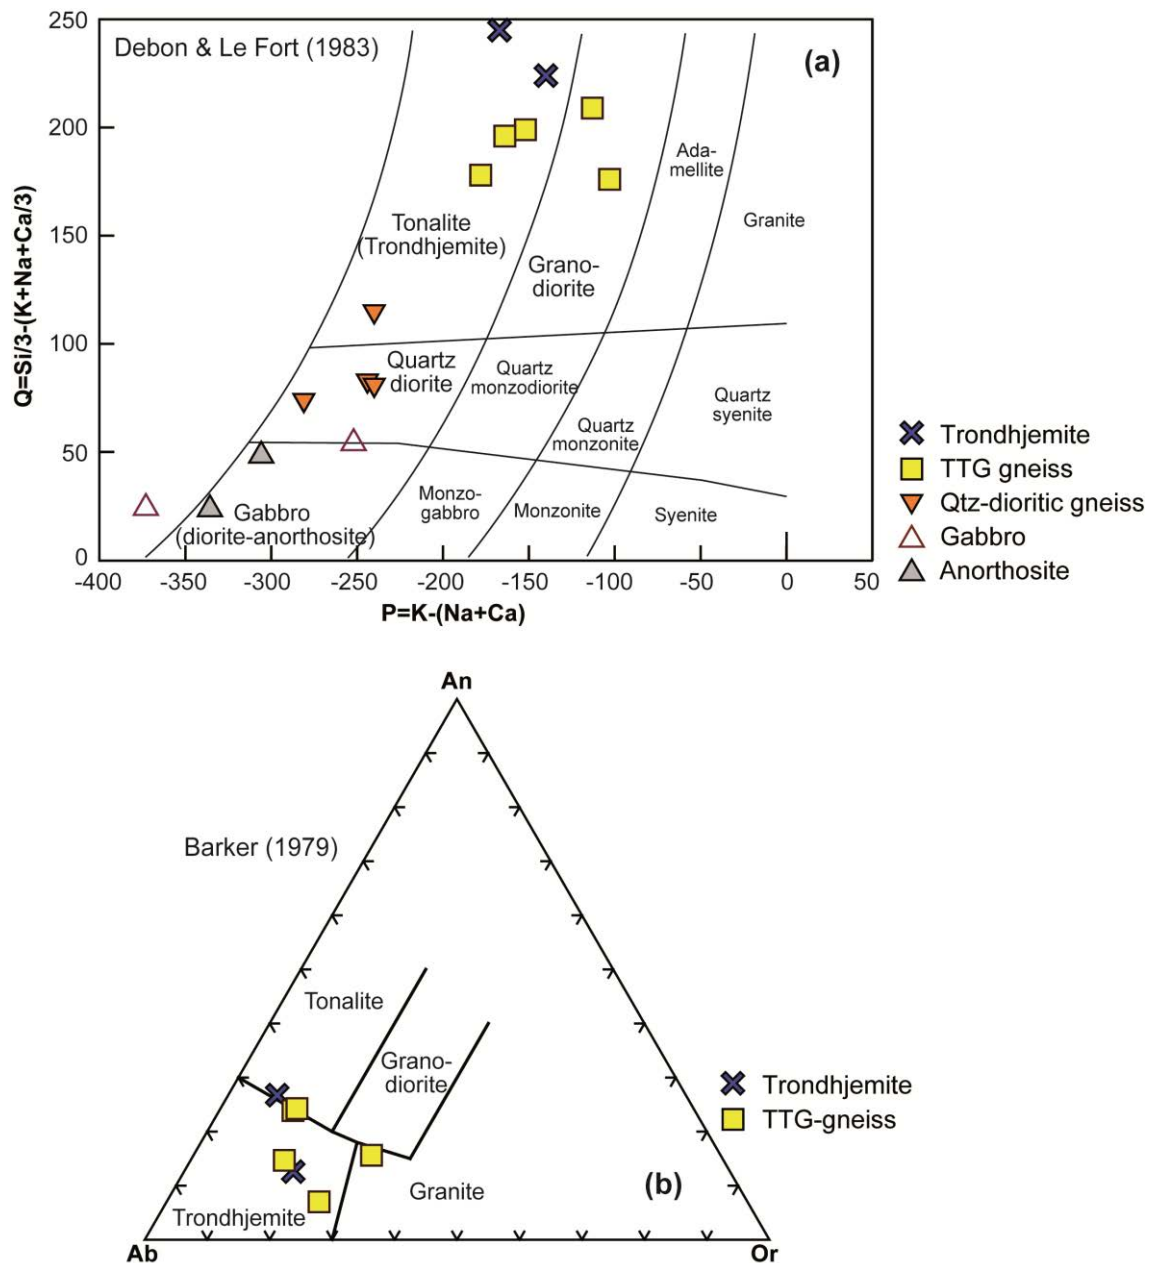 250
Debon & Le Fort (1983)
(a)
200
Ada-
mellite
150
Tonalite
(Trondhjemite)
Granite
Grano-
diorite
Q=Si/3-(K+Na+Ca/3)
100
Quartz
diorite
Quartz
monzodiorite
Quartz
syenite
Quartz
monzonite
50
Monzo-
gabbro
Monzonite
Syenite
Gabbro
(diorite-anorthosite)
0
-400 -350 -300 -250 -200 -150 -100 -50 0 50
P=K-(Na+Ca)
Trondhjemite
TTG gneiss
Qtz-dioritic gneiss
Gabbro
Anorthosite
An
Barker (1979)
Tonalite
Grano-
diorite
Trondhjemite
TTG-gneiss
Granite
(b)
Trondhjemite
Ab
Or